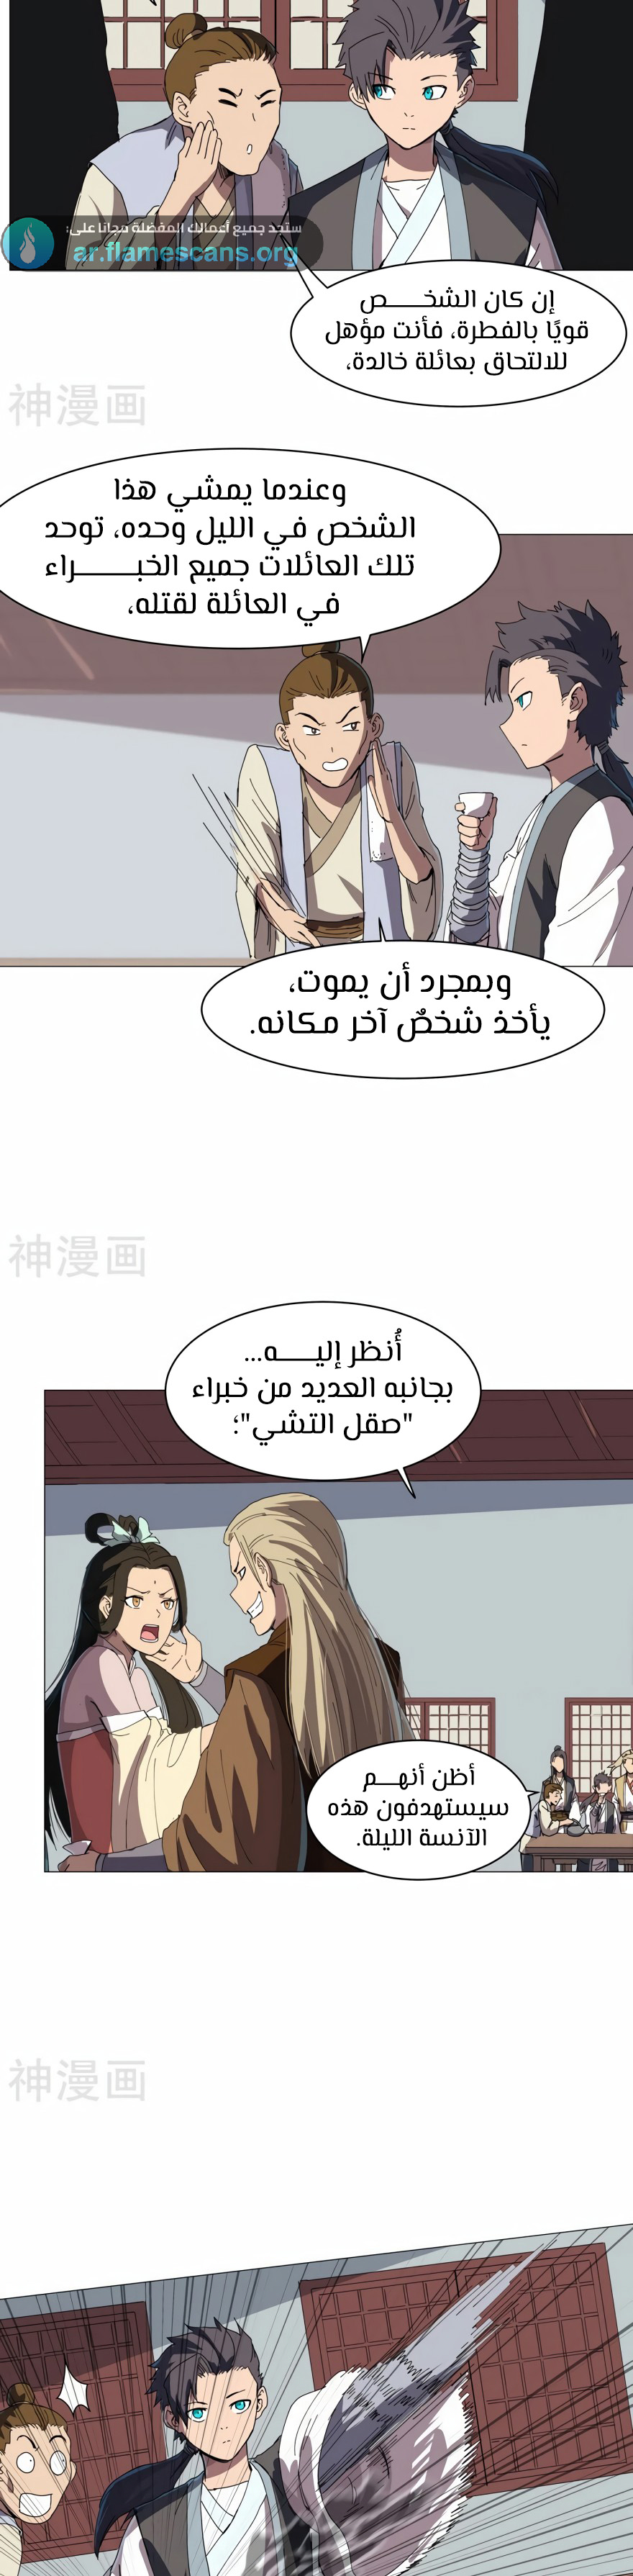 ستجد جميع أعمالك المفضلة مجانا على:
ar.flamescans.org
إن كان الشخـــــص
قويًا بالفطرة، فأنت مؤهل
للالتحاق بعائلة خالدة،
神漫画
وعندما يمشي هذا
الشخص في الليل وحده، توحد
تلك العائلات جميع الخبـــــــراء
في العائلة لقتله،
وبمجرد أن يموت،
يأخذ شخصٌ آخر مكانه.
神漫画
أُنظر إليـــــه...
بجانبه العديد من خبراء
"صقل التشي"؛
أظن أنهـــم
سيستهدفون هذه
الآنسة الليلة.
神漫画